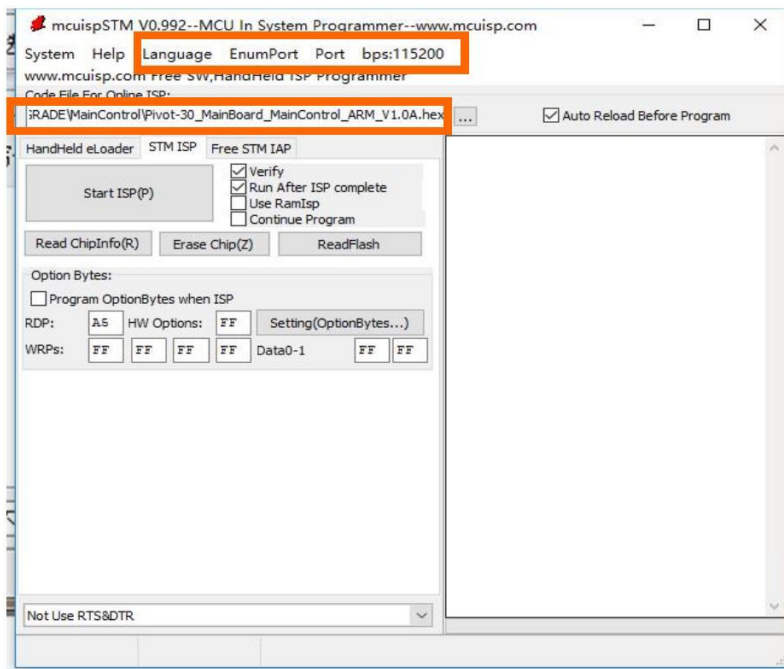 mcuispSTM V0.992--MCU In System Programmer--www.mcuisp.com
System Help Language EnumPort Port bps:115200
www.mcuisp.com Free SW,HandHeld ISP Programmer
Code File For Online ISP:
GRADE\MainControl\Pivot-30_MainBoard_MainControl_ARM_V1.0A.hex ... Auto Reload Before Program
HandHeld eLoader STM ISP Free STM IAP
Start ISP(P)
Verify
Run After ISP complete
Use RamIsp
Continue Program
Read ChipInfo(R) Erase Chip(Z) ReadFlash
Option Bytes:
Program OptionBytes when ISP
RDP: A5 HW Options: FF Setting(OptionBytes...)
WRPs: FF FF FF FF Data0-1 FF FF
Not Use RTS&DTR